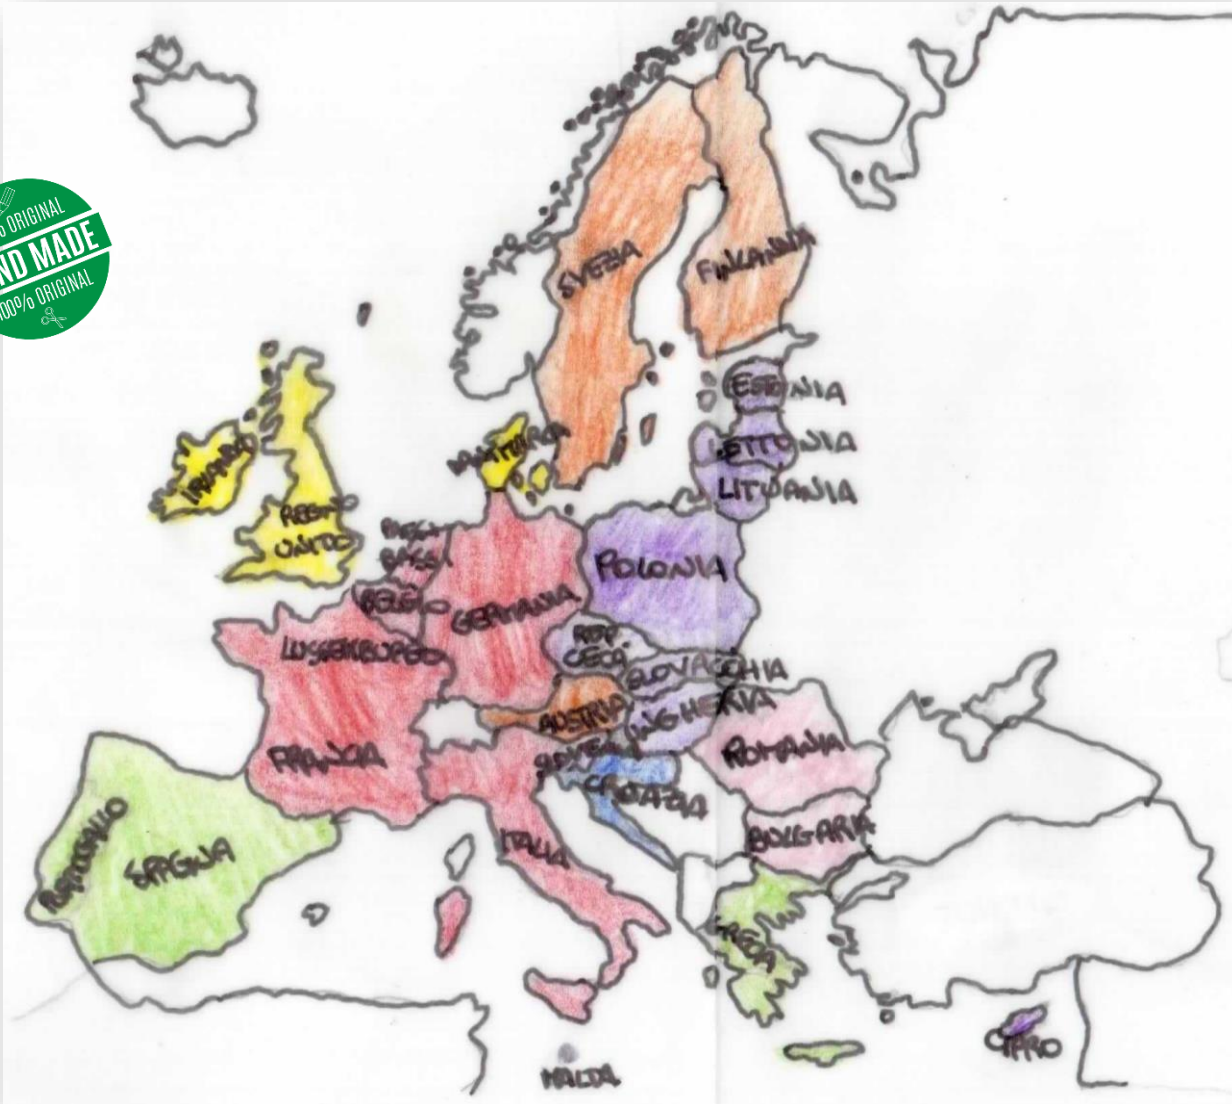 % ORIGINAL
ND MADE
100% ORIGINAL
SVEZIA
FINLANDIA
ESTONIA
LETTONIA
LITUANIA
DANIMARCA
IRLANDA
REGNO
UNITO
PAESI
BASSI
BELGIO
GERMANIA
POLONIA
LUSSEMBURGO
REP.
CECA
SLOVACCHIA
AUSTRIA
UNGHERIA
FRANCIA
ROMANIA
CROAZIA
PORTOGALLO
SPAGNA
ITALIA
BULGARIA
GRECIA
CIPRO
MALTA